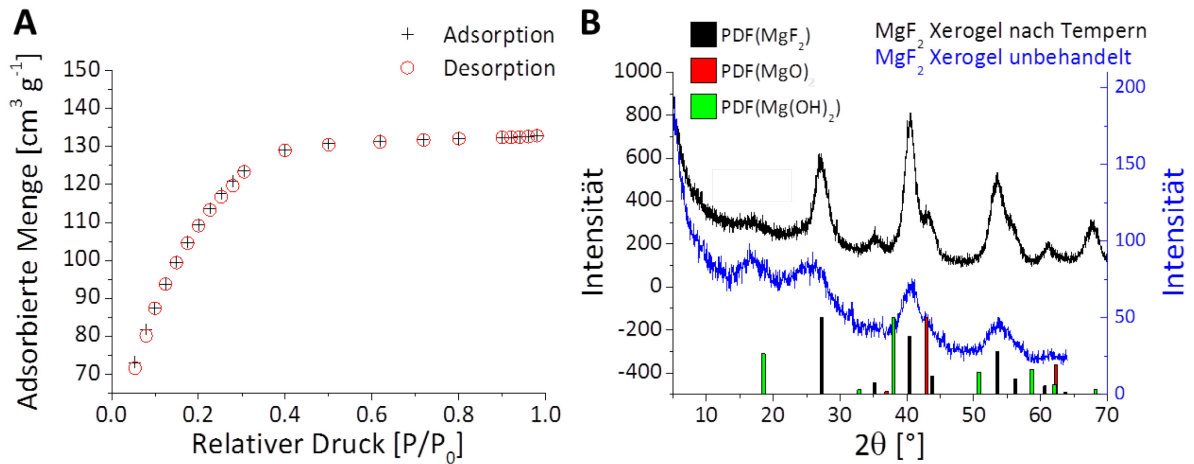 A
Adsorption
Desorption
Adsorbierte Menge [cm³ g⁻¹]
150
140
130
120
110
100
90
80
70
0.0
0.2
0.4
0.6
0.8
1.0
Relativer Druck [P/P₀]
B
PDF(MgF₂)
PDF(MgO)₂
PDF(Mg(OH)₂)
MgF₂ Xerogel nach Tempern
MgF₂ Xerogel unbehandelt
Intensität
1000
800
600
400
200
0
-200
-400
200
150
100
50
0
Intensität
10
20
30
40
50
60
70
2θ [°]